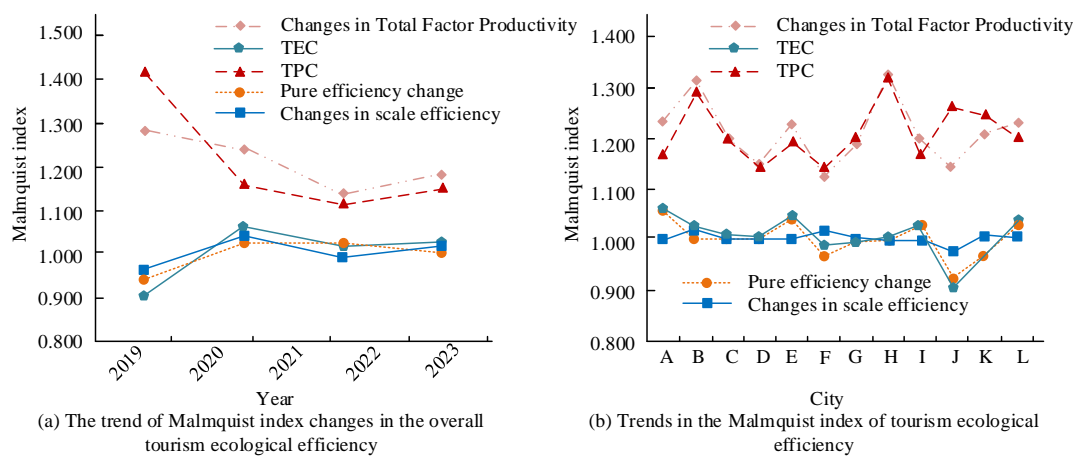 1.500
1.400
1.300
1.200
1.100
1.000
0.900
0.800
Malmquist index
Changes in Total Factor Productivity
TEC
TPC
Pure efficiency change
Changes in scale efficiency
2019
2020
2021
2022
2023
Year
(a) The trend of Malmquist index changes in the overall
tourism ecological efficiency
1.400
1.300
1.200
1.100
1.000
0.900
0.800
Malmquist index
Changes in Total Factor Productivity
TEC
TPC
Pure efficiency change
Changes in scale efficiency
A B C D E F G H I J K L
City
(b) Trends in the Malmquist index of tourism ecological
efficiency